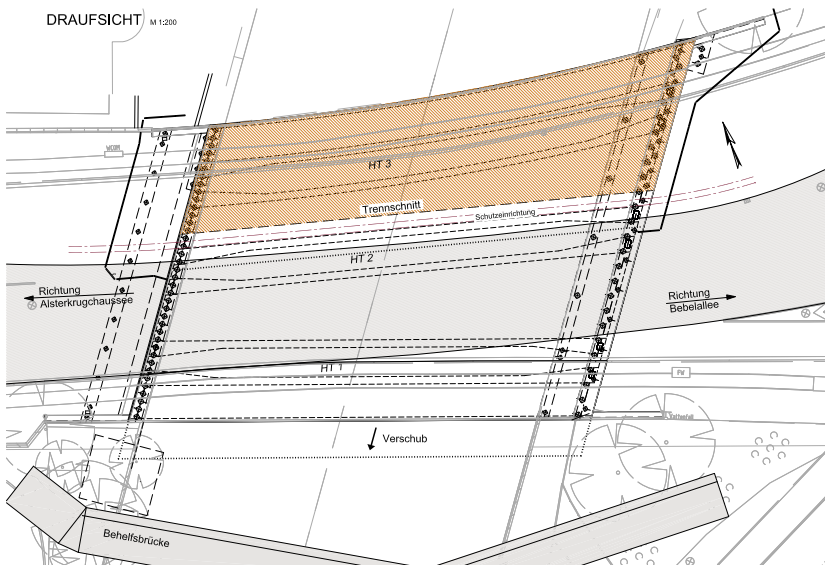 DRAUFSICHT M 1:200
HT 3
Trennschnitt
Schutzeinrichtung
HT 2
Richtung
Alsterkrugchaussee
Richtung
Bebelallee
HT 1
FW
Verschub
Behelfsbrücke